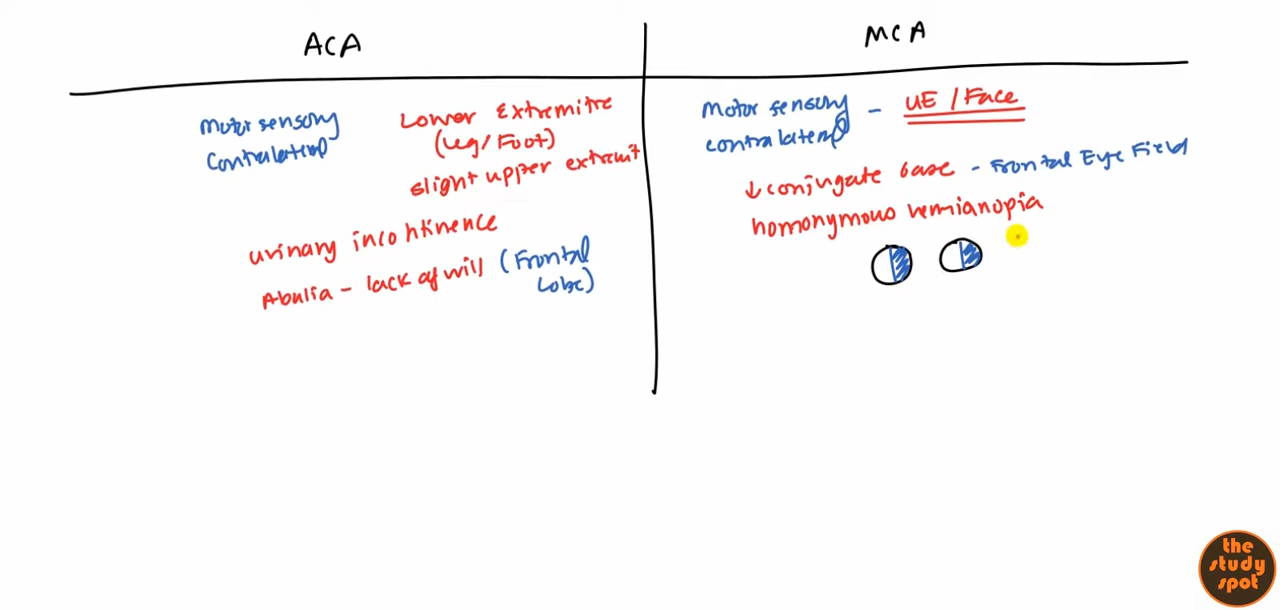 ACA
MCA
Motor sensory
contralateral
Lower Extremitie
(Leg/Foot)
slight upper extremit
urinary incontinence
Abulia - lack of will (Frontal
Lobe)
Motor sensory - UE / Face
contralateral
↓ conjugate base - Frontal Eye Field
homonymous hemianopia
the
study
spot